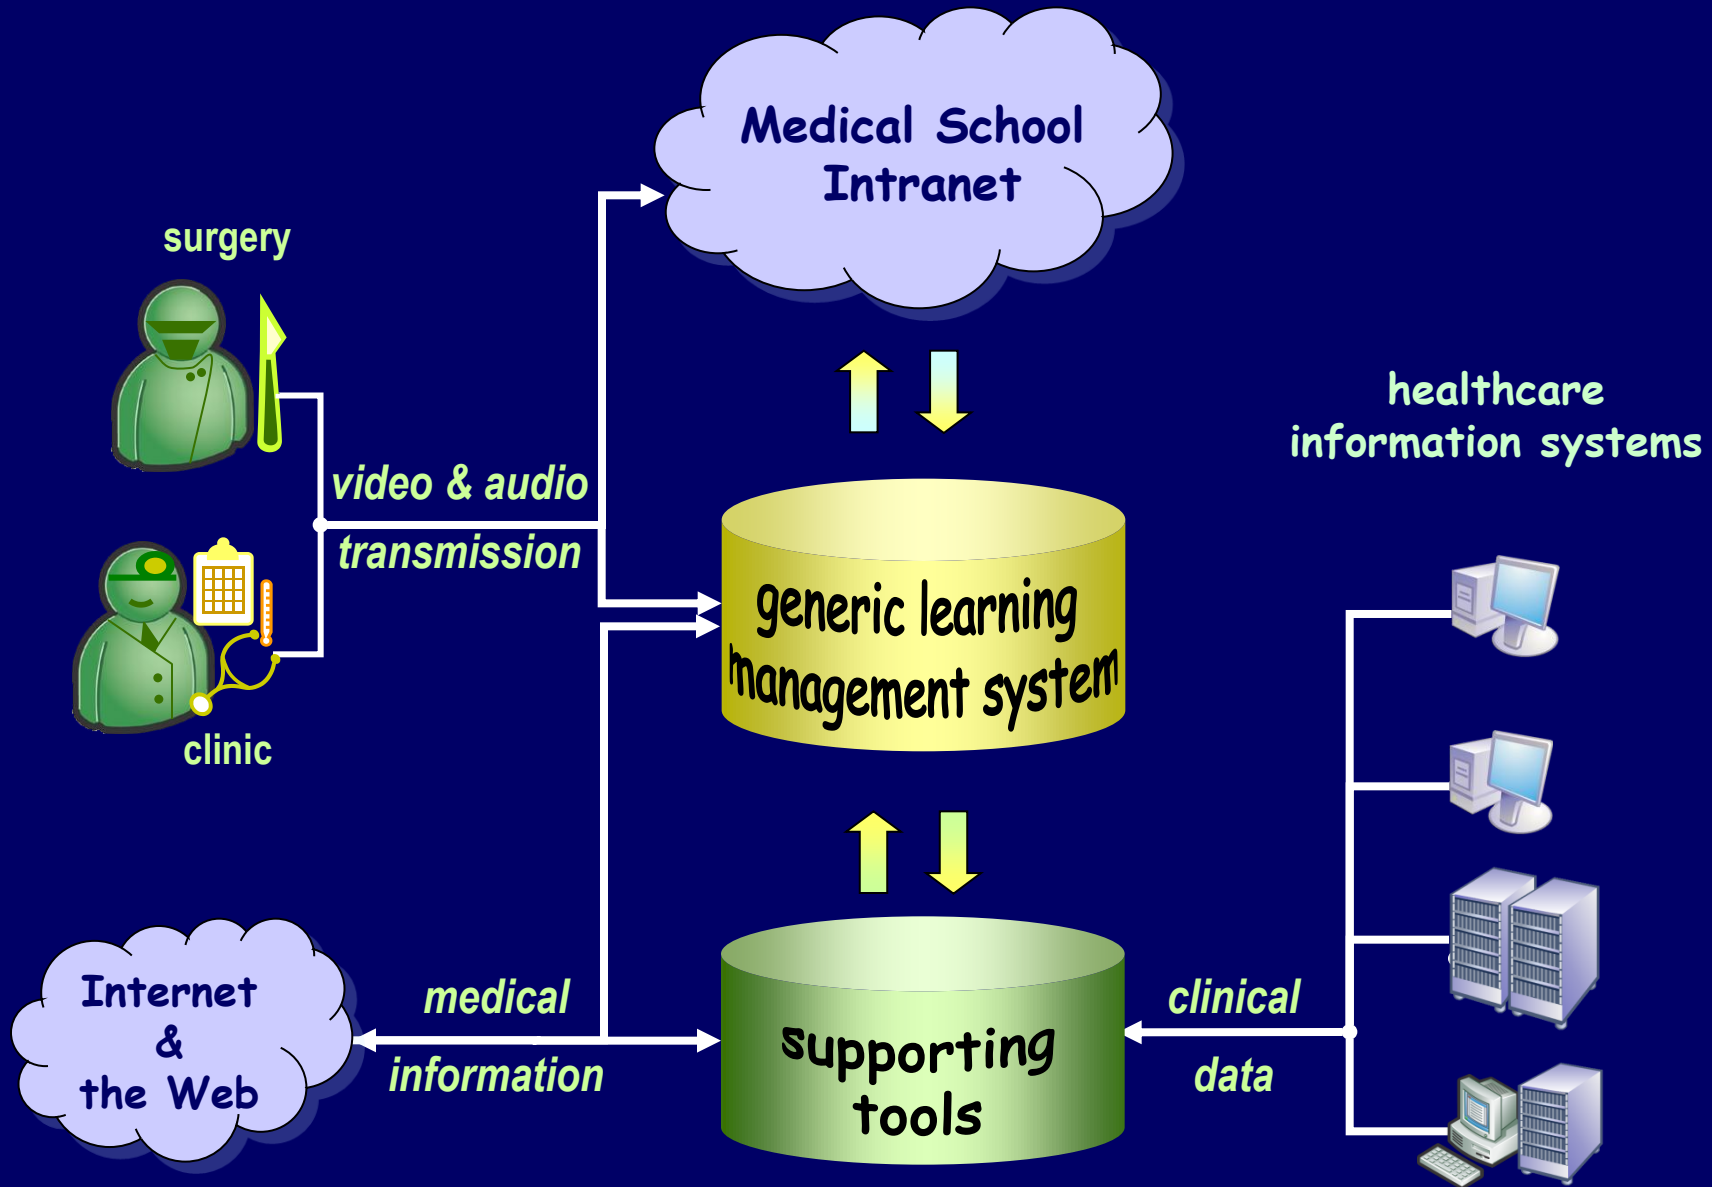 Medical School
Intranet
surgery
healthcare
information systems
video & audio
transmission
generic learning
management system
clinic
Internet
&
the Web
medical
information
supporting
tools
clinical
data